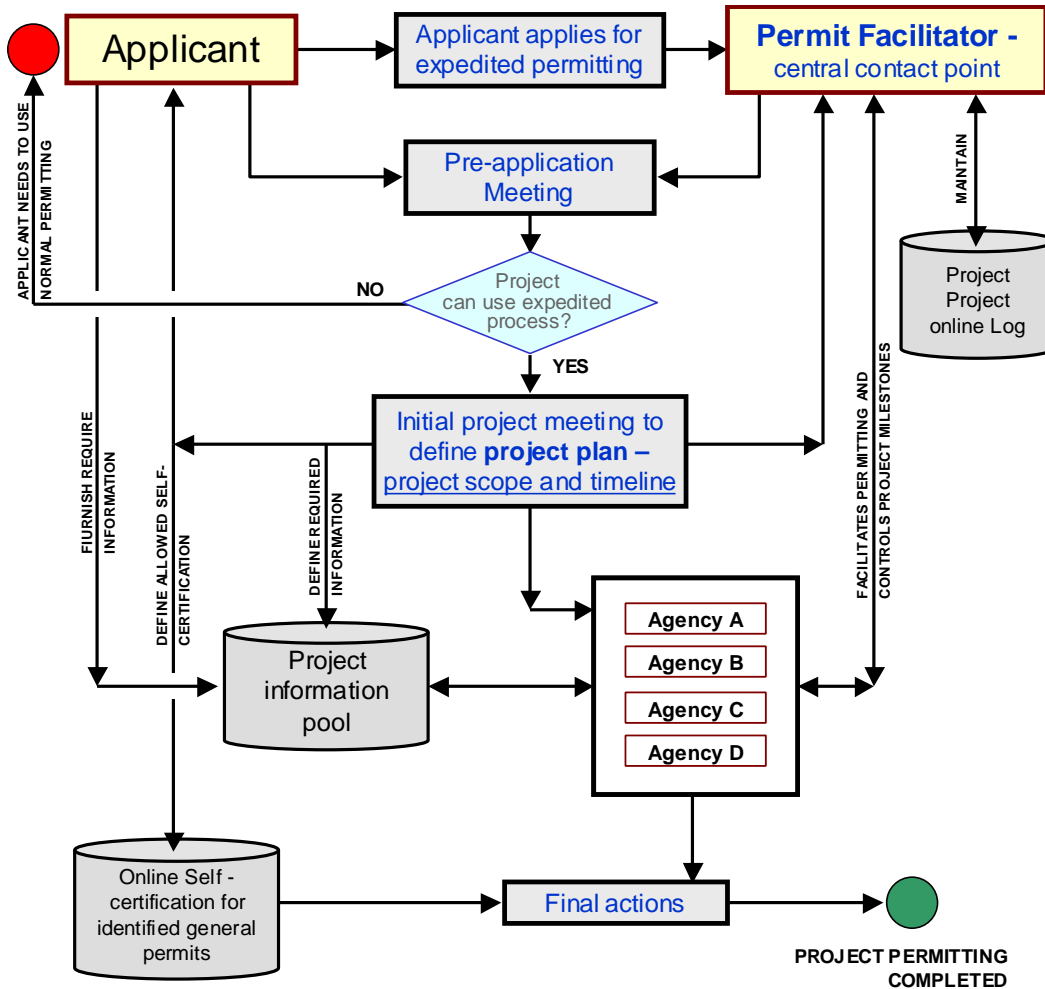 Applicant
Applicant applies for
expedited permitting
Permit Facilitator -
central contact point
APPLICANT NEEDS TO USE
NORMAL PERMITTING
Pre-application
Meeting
MAINTAIN
Project
can use expedited
process?
NO
YES
Project
Project
online Log
Initial project meeting to
define project plan –
project scope and timeline
FIURNISH REQUIRE
INFORMATION
DEFINE ALLOWED SELF-
CERTIFICATION
DEFINE REQUIRED
INFORMATION
FACILITATES PERMITTING AND
CONTROLS PROJECT MILESTONES
Agency A
Agency B
Agency C
Agency D
Project
information
pool
Online Self -
certification for
identified general
permits
Final actions
PROJECT PERMITTING
COMPLETED